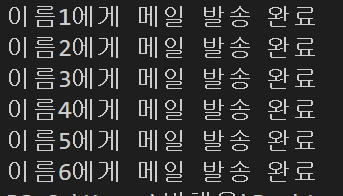 이름1에게 메일 발송 완료
이름2에게 메일 발송 완료
이름3에게 메일 발송 완료
이름4에게 메일 발송 완료
이름5에게 메일 발송 완료
이름6에게 메일 발송 완료